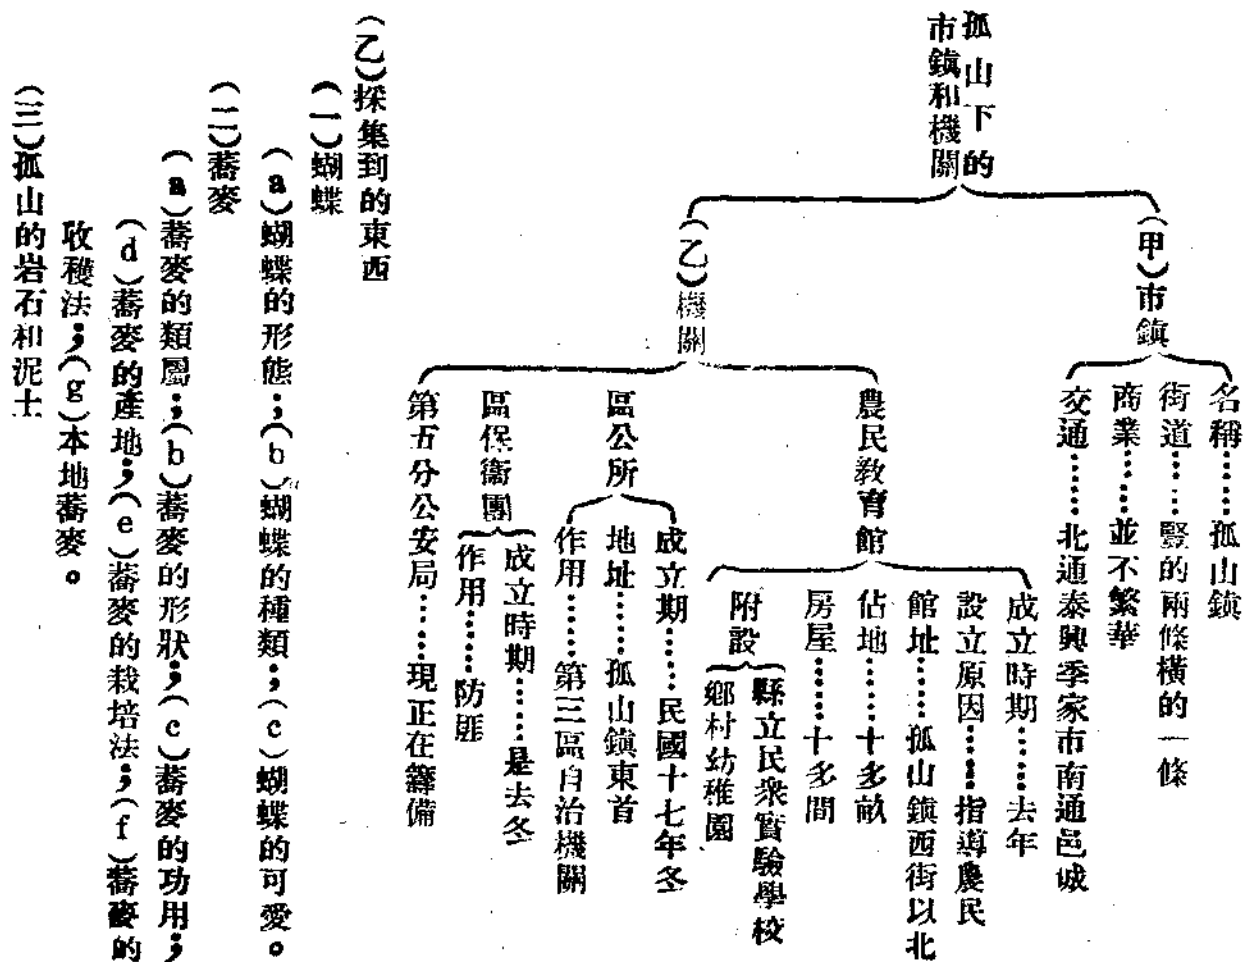 孤山下的
市鎮和機關
(甲)市鎮
名稱……孤山鎮
街道……豎的兩條橫的一條
商業……並不繁華
交通……北通泰興季家市南通邑城
(乙)機關
農民教育館
成立時期……去年
設立原因……指導農民
館址……孤山鎮西街以北
佔地……十多畝
房屋……十多間
附設
縣立民衆實驗學校
鄉村幼稚園
區公所
成立期……民國十七年冬
地址……孤山鎮東首
作用……第三區自治機關
區保衞團
成立時期……是去冬
作用……防匪
第五分公安局……現正在籌備
(乙)採集到的東西
(一)蝴蝶
(a)蝴蝶的形態;(b)蝴蝶的種類;(c)蝴蝶的可愛。
(二)蕎麥
(a)蕎麥的類屬;(b)蕎麥的形狀;(c)蕎麥的功用;
(d)蕎麥的產地;(e)蕎麥的栽培法;(f)蕎麥的
收穫法;(g)本地蕎麥。
(三)孤山的岩石和泥土